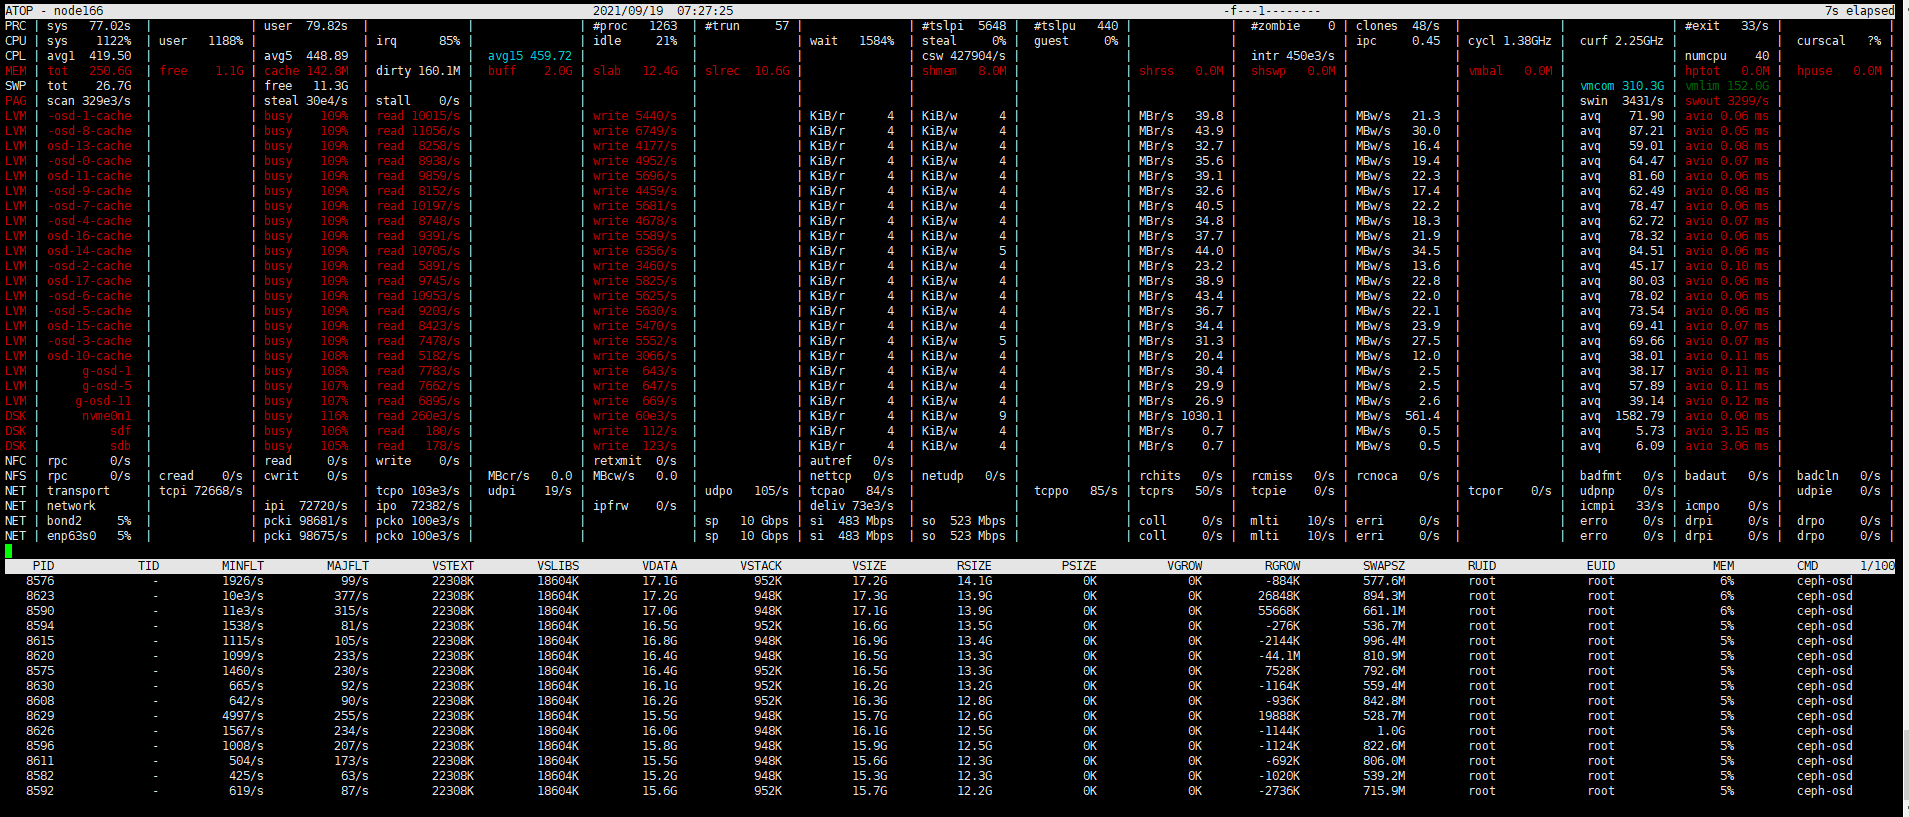 ATOP - node166 2021/09/19 07:27:25 -f---1-------- 7s elapsed
PRC | sys 77.02s | | user 79.82s | | | #proc 1263 | #trun 57 | | #tslpi 5648 | #tslpu 440 | | #zombie 0 | clones 48/s | | | #exit 33/s | |
CPU | sys 1122% | user 1188% | | irq 85% | | idle 21% | | wait 1584% | steal 0% | guest 0% | | | ipc 0.45 | cycl 1.38GHz | curf 2.25GHz | | curscal ?% |
CPL | avg1 419.50 | | avg5 448.89 | | avg15 459.72 | | | | csw 427904/s | | | intr 450e3/s | | | | numcpu 40 | |
MEM | tot 250.6G | free 1.1G | cache 142.8M | dirty 160.1M | buff 2.0G | slab 12.4G | slrec 10.6G | | shmem 8.0M | | shrss 0.0M | shswp 0.0M | | vmbal 0.0M | | hptot 0.0M | hpuse 0.0M |
SWP | tot 26.7G | | free 11.3G | | | | | | | | | | | | vmcom 310.3G | vmlim 152.0G | |
PAG | scan 329e3/s | | steal 30e4/s | stall 0/s | | | | | | | | | | | swin 3431/s | swout 3299/s | |
LVM | -osd-1-cache | | busy 109% | read 10015/s | | write 5440/s | | KiB/r 4 | KiB/w 4 | | MBr/s 39.8 | | MBw/s 21.3 | | avq 71.90 | avio 0.06 ms | |
LVM | -osd-8-cache | | busy 109% | read 11056/s | | write 6749/s | | KiB/r 4 | KiB/w 4 | | MBr/s 43.9 | | MBw/s 30.0 | | avq 87.21 | avio 0.05 ms | |
LVM | osd-13-cache | | busy 109% | read 8258/s | | write 4177/s | | KiB/r 4 | KiB/w 4 | | MBr/s 32.7 | | MBw/s 16.4 | | avq 59.01 | avio 0.08 ms | |
LVM | -osd-0-cache | | busy 109% | read 8938/s | | write 4952/s | | KiB/r 4 | KiB/w 4 | | MBr/s 35.6 | | MBw/s 19.4 | | avq 64.47 | avio 0.07 ms | |
LVM | osd-11-cache | | busy 109% | read 9859/s | | write 5696/s | | KiB/r 4 | KiB/w 4 | | MBr/s 39.1 | | MBw/s 22.3 | | avq 81.60 | avio 0.06 ms | |
LVM | -osd-9-cache | | busy 109% | read 8152/s | | write 4459/s | | KiB/r 4 | KiB/w 4 | | MBr/s 32.6 | | MBw/s 17.4 | | avq 62.49 | avio 0.08 ms | |
LVM | -osd-7-cache | | busy 109% | read 10197/s | | write 5681/s | | KiB/r 4 | KiB/w 4 | | MBr/s 40.5 | | MBw/s 22.2 | | avq 78.47 | avio 0.06 ms | |
LVM | -osd-4-cache | | busy 109% | read 8748/s | | write 4678/s | | KiB/r 4 | KiB/w 4 | | MBr/s 34.8 | | MBw/s 18.3 | | avq 62.72 | avio 0.07 ms | |
LVM | osd-16-cache | | busy 109% | read 9391/s | | write 5589/s | | KiB/r 4 | KiB/w 4 | | MBr/s 37.7 | | MBw/s 21.9 | | avq 78.32 | avio 0.06 ms | |
LVM | osd-14-cache | | busy 109% | read 10705/s | | write 6356/s | | KiB/r 4 | KiB/w 5 | | MBr/s 44.0 | | MBw/s 34.5 | | avq 84.51 | avio 0.06 ms | |
LVM | -osd-2-cache | | busy 109% | read 5891/s | | write 3460/s | | KiB/r 4 | KiB/w 4 | | MBr/s 23.2 | | MBw/s 13.6 | | avq 45.17 | avio 0.10 ms | |
LVM | osd-17-cache | | busy 109% | read 9745/s | | write 5825/s | | KiB/r 4 | KiB/w 4 | | MBr/s 38.9 | | MBw/s 22.8 | | avq 80.03 | avio 0.06 ms | |
LVM | -osd-6-cache | | busy 109% | read 10953/s | | write 5625/s | | KiB/r 4 | KiB/w 4 | | MBr/s 43.4 | | MBw/s 22.0 | | avq 78.02 | avio 0.06 ms | |
LVM | -osd-5-cache | | busy 109% | read 9203/s | | write 5630/s | | KiB/r 4 | KiB/w 4 | | MBr/s 36.7 | | MBw/s 22.1 | | avq 73.54 | avio 0.06 ms | |
LVM | osd-15-cache | | busy 109% | read 8423/s | | write 5470/s | | KiB/r 4 | KiB/w 4 | | MBr/s 34.4 | | MBw/s 23.9 | | avq 69.41 | avio 0.07 ms | |
LVM | -osd-3-cache | | busy 109% | read 7478/s | | write 5552/s | | KiB/r 4 | KiB/w 5 | | MBr/s 31.3 | | MBw/s 27.5 | | avq 69.66 | avio 0.07 ms | |
LVM | osd-10-cache | | busy 108% | read 5182/s | | write 3066/s | | KiB/r 4 | KiB/w 4 | | MBr/s 20.4 | | MBw/s 12.0 | | avq 38.01 | avio 0.11 ms | |
LVM | g-osd-1 | | busy 108% | read 7783/s | | write 643/s | | KiB/r 4 | KiB/w 4 | | MBr/s 30.4 | | MBw/s 2.5 | | avq 38.17 | avio 0.11 ms | |
LVM | g-osd-5 | | busy 107% | read 7662/s | | write 647/s | | KiB/r 4 | KiB/w 4 | | MBr/s 29.9 | | MBw/s 2.5 | | avq 57.89 | avio 0.11 ms | |
LVM | g-osd-11 | | busy 107% | read 6895/s | | write 669/s | | KiB/r 4 | KiB/w 4 | | MBr/s 26.9 | | MBw/s 2.6 | | avq 39.14 | avio 0.12 ms | |
DSK | nvme0n1 | | busy 116% | read 260e3/s | | write 60e3/s | | KiB/r 4 | KiB/w 9 | | MBr/s 1030.1 | | MBw/s 561.4 | | avq 1582.79 | avio 0.00 ms | |
DSK | sdf | | busy 106% | read 180/s | | write 112/s | | KiB/r 4 | KiB/w 4 | | MBr/s 0.7 | | MBw/s 0.5 | | avq 5.73 | avio 3.15 ms | |
DSK | sdb | | busy 105% | read 178/s | | write 123/s | | KiB/r 4 | KiB/w 4 | | MBr/s 0.7 | | MBw/s 0.5 | | avq 6.09 | avio 3.06 ms | |
NFC | rpc 0/s | | read 0/s | write 0/s | | retxmit 0/s | | autref 0/s | | | | | | | | | |
NFS | rpc 0/s | cread 0/s | cwrit 0/s | | MBcr/s 0.0 | MBcw/s 0.0 | | nettcp 0/s | netudp 0/s | | rchits 0/s | rcmiss 0/s | rcnoca 0/s | | badfmt 0/s | badaut 0/s | badcln 0/s |
NET | transport | tcpi 72668/s | | tcpo 103e3/s | udpi 19/s | | udpo 105/s | tcpao 84/s | | tcppo 85/s | tcprs 50/s | tcpie 0/s | | tcpor 0/s | udpnp 0/s | | udpie 0/s |
NET | network | | ipi 72720/s | ipo 72382/s | | ipfrw 0/s | | deliv 73e3/s | | | | | | | icmpi 33/s | icmpo 0/s | |
NET | bond2 5% | | pcki 98681/s | pcko 100e3/s | | | sp 10 Gbps | si 483 Mbps | so 523 Mbps | | coll 0/s | mlti 10/s | erri 0/s | | erro 0/s | drpi 0/s | drpo 0/s |
NET | enp63s0 5% | | pcki 98675/s | pcko 100e3/s | | | sp 10 Gbps | si 483 Mbps | so 523 Mbps | | coll 0/s | mlti 10/s | erri 0/s | | erro 0/s | drpi 0/s | drpo 0/s |
PID TID MINFLT MAJFLT VSTEXT VSLIBS VDATA VSTACK VSIZE RSIZE PSIZE VGROW RGROW SWAPSZ RUID EUID MEM CMD 1/100
8576 - 1926/s 99/s 22308K 18604K 17.1G 952K 17.2G 14.1G 0K 0K -884K 577.6M root root 6% ceph-osd
8623 - 10e3/s 377/s 22308K 18604K 17.2G 948K 17.3G 13.9G 0K 0K 26848K 894.3M root root 6% ceph-osd
8590 - 11e3/s 315/s 22308K 18604K 17.0G 948K 17.1G 13.9G 0K 0K 55668K 661.1M root root 6% ceph-osd
8594 - 1538/s 81/s 22308K 18604K 16.5G 952K 16.6G 13.5G 0K 0K -276K 536.7M root root 5% ceph-osd
8615 - 1115/s 105/s 22308K 18604K 16.8G 948K 16.9G 13.4G 0K 0K -2144K 996.4M root root 5% ceph-osd
8620 - 1099/s 233/s 22308K 18604K 16.4G 948K 16.5G 13.3G 0K 0K -44.1M 810.9M root root 5% ceph-osd
8575 - 1460/s 230/s 22308K 18604K 16.4G 952K 16.5G 13.3G 0K 0K 7528K 792.6M root root 5% ceph-osd
8630 - 665/s 92/s 22308K 18604K 16.1G 952K 16.2G 13.2G 0K 0K -1164K 559.4M root root 5% ceph-osd
8608 - 642/s 90/s 22308K 18604K 16.2G 952K 16.3G 12.8G 0K 0K -936K 842.8M root root 5% ceph-osd
8629 - 4997/s 255/s 22308K 18604K 15.5G 948K 15.7G 12.6G 0K 0K 19888K 528.7M root root 5% ceph-osd
8626 - 1567/s 234/s 22308K 18604K 16.0G 948K 16.1G 12.5G 0K 0K -1144K 1.0G root root 5% ceph-osd
8596 - 1008/s 207/s 22308K 18604K 15.8G 948K 15.9G 12.5G 0K 0K -1124K 822.6M root root 5% ceph-osd
8611 - 504/s 173/s 22308K 18604K 15.5G 948K 15.6G 12.3G 0K 0K -692K 806.0M root root 5% ceph-osd
8582 - 425/s 63/s 22308K 18604K 15.2G 948K 15.3G 12.3G 0K 0K -1020K 539.2M root root 5% ceph-osd
8592 - 619/s 87/s 22308K 18604K 15.6G 952K 15.7G 12.2G 0K 0K -2736K 715.9M root root 5% ceph-osd